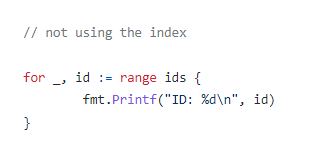 // not using the index
for _, id := range ids {
fmt.Printf("ID: %d\n", id)
}